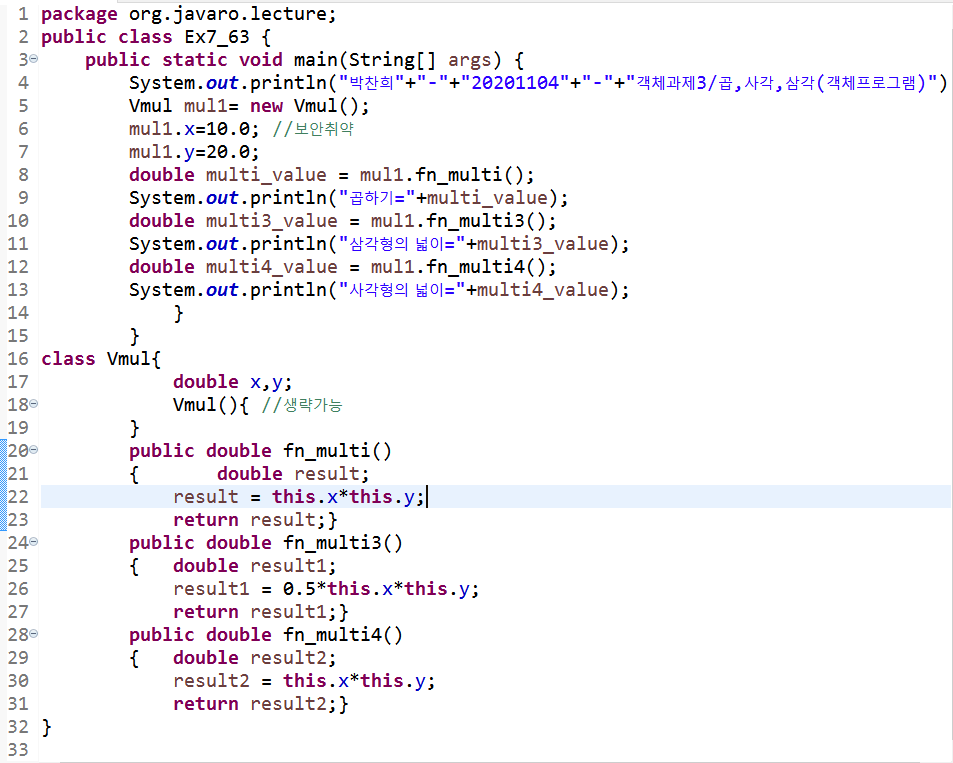 1 package org.javaro.lecture;
2 public class Ex7_63 {
3 public static void main(String[] args) {
4 System.out.println("박찬희"+"-"+"20201104"+"-"+"객체과제3/곱,사각,삼각(객체프로그램)")
5 Vmul mul1= new Vmul();
6 mul1.x=10.0; //보안취약
7 mul1.y=20.0;
8 double multi_value = mul1.fn_multi();
9 System.out.println("곱하기="+multi_value);
10 double multi3_value = mul1.fn_multi3();
11 System.out.println("삼각형의 넓이="+multi3_value);
12 double multi4_value = mul1.fn_multi4();
13 System.out.println("사각형의 넓이="+multi4_value);
14 }
15 }
16 class Vmul{
17 double x,y;
18 Vmul(){ //생략가능
19 }
20 public double fn_multi()
21 { double result;
22 result = this.x*this.y;
23 return result;}
24 public double fn_multi3()
25 { double result1;
26 result1 = 0.5*this.x*this.y;
27 return result1;}
28 public double fn_multi4()
29 { double result2;
30 result2 = this.x*this.y;
31 return result2;}
32 }
33